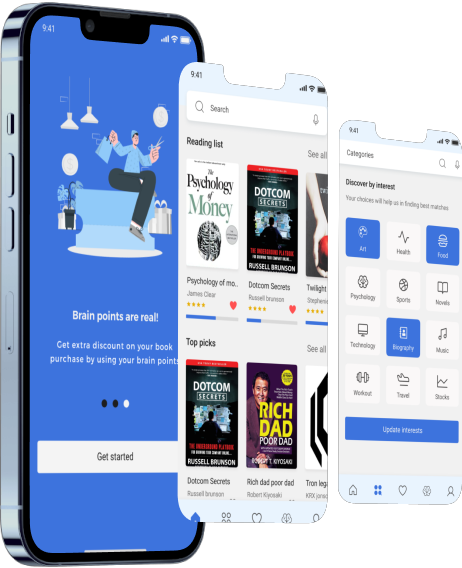 9:41
Brain points are real!
Get extra discount on your book
purchase by using your brain points
Get started
9:41
Search
Reading list
See all
The
Psychology
of
Money
DOTCOM
SECRETS
THE UNDERGROUND PLAYBOOK
RUSSELL BRUNSON
Psychology of mo..
James Clear
Dotcom Secrets
Russell brunson
Twilight
Stephene
Top picks
See all
DOTCOM
SECRETS
THE UNDERGROUND PLAYBOOK
RUSSELL BRUNSON
RICH
DAD
POOR DAD
ROBERT T. KIYOSAKI
Dotcom Secrets
Russell brunson
Rich dad poor dad
Robert Kiyosaki
Tron lega
KRX jonso
9:41
Categories
Discover by interest
Your choices will help us in finding best matches
Art
Health
Food
Psychology
Sports
Novels
Technology
Biography
Music
Workout
Travel
Stocks
Update interests